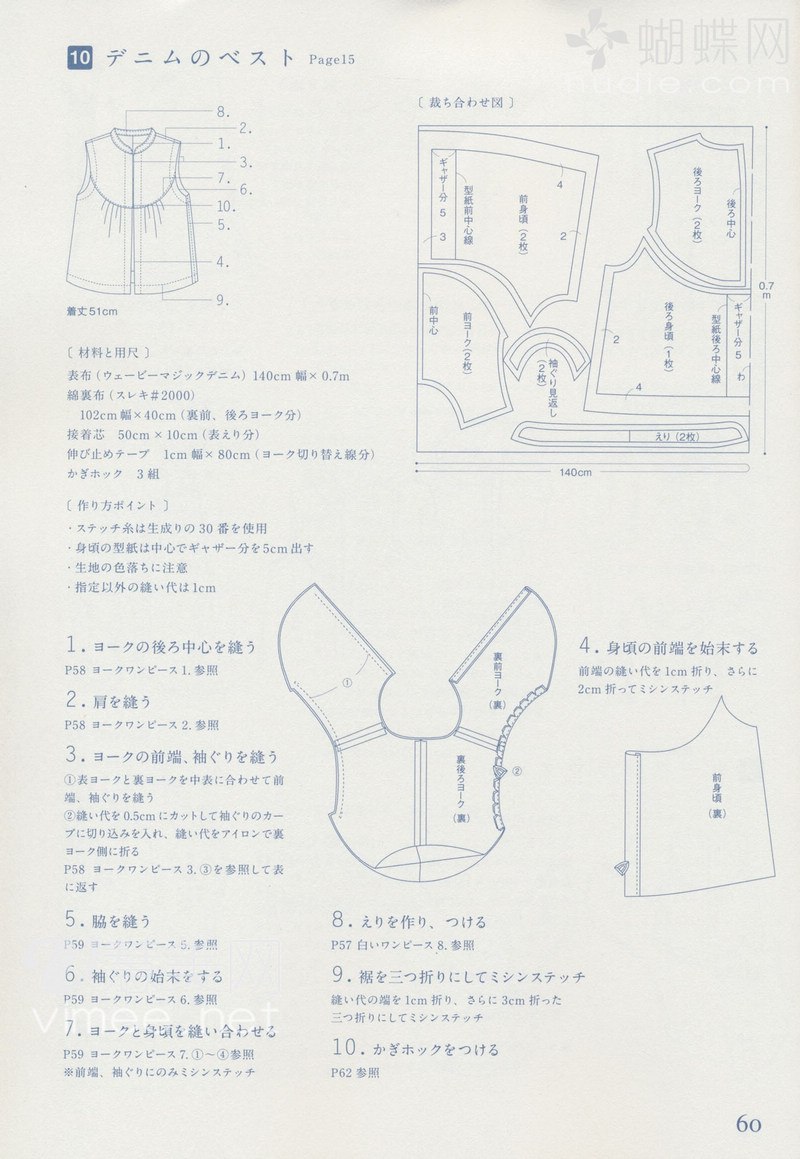 10 デニムのベスト Page15
蝴蝶网
8.
2.
1.
3.
7.
6.
10.
5.
4.
9.
着丈51cm
〔 裁ち合わせ図 〕
ギャザー分
5
3
型紙前中心線
前身頃(2枚)
4
2
後ろヨーク(2枚)
後ろ中心
0.7m
前中心
前ヨーク(2枚)
袖ぐり見返し(2枚)
2
後ろ身頃(1枚)
型紙後ろ中心線
ギャザー分
5
わ
4
えり(2枚)
140cm
〔 材料と用尺 〕
表布(ウェービーマジックデニム) 140cm 幅× 0.7m
綿裏布(スレキ#2000)
102cm 幅×40cm(裏前、後ろヨーク分)
接着芯 50cm × 10cm(表えり分)
伸び止めテープ 1cm 幅× 80cm(ヨーク切り替え線分)
かぎホック 3 組
〔 作り方ポイント 〕
・ステッチ糸は生成りの 30 番を使用
・身頃の型紙は中心でギャザー分を5cm 出す
・生地の色落ちに注意
・指定以外の縫い代は1cm
1. ヨークの後ろ中心を縫う
P58 ヨークワンピース 1. 参照
2. 肩を縫う
P58 ヨークワンピース 2. 参照
3. ヨークの前端、袖ぐりを縫う
①表ヨークと裏ヨークを中表に合わせて前
端、袖ぐりを縫う
②縫い代を 0.5cmにカットして袖ぐりのカー
ブに切り込みを入れ、縫い代をアイロンで裏
ヨーク側に折る
P58 ヨークワンピース 3. ③を参照して表
に返す
①
裏前ヨーク(裏)
裏後ろヨーク(裏)
②
4. 身頃の前端を始末する
前端の縫い代を1cm 折り、さらに
2cm 折ってミシンステッチ
前身頃(裏)
5. 脇を縫う
P59 ヨークワンピース 5. 参照
6. 袖ぐりの始末をする
P59 ヨークワンピース 6. 参照
vimee.net
7. ヨークと身頃を縫い合わせる
P59 ヨークワンピース 7. ①〜④参照
※前端、袖ぐりにのみミシンステッチ
8. えりを作り、つける
P57 白いワンピース 8. 参照
9. 裾を三つ折りにしてミシンステッチ
縫い代の端を1cm 折り、さらに 3cm 折った
三つ折りにしてミシンステッチ
10. かぎホックをつける
P62 参照
60